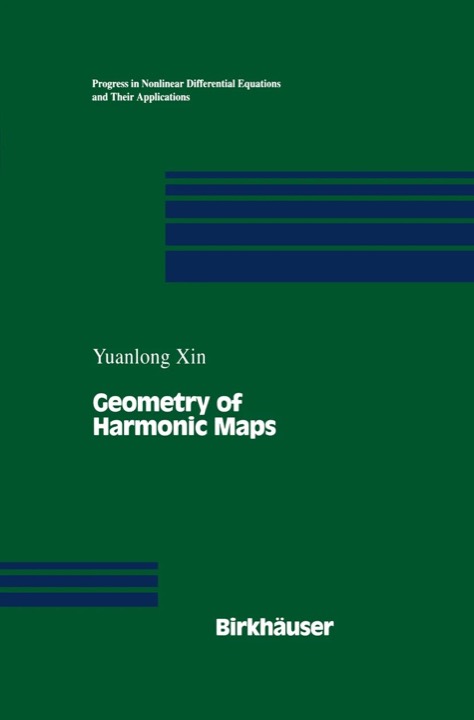 Progress in Nonlinear Differential Equations
and Their Applications
Yuanlong Xin
Geometry of
Harmonic Maps
Birkhäuser